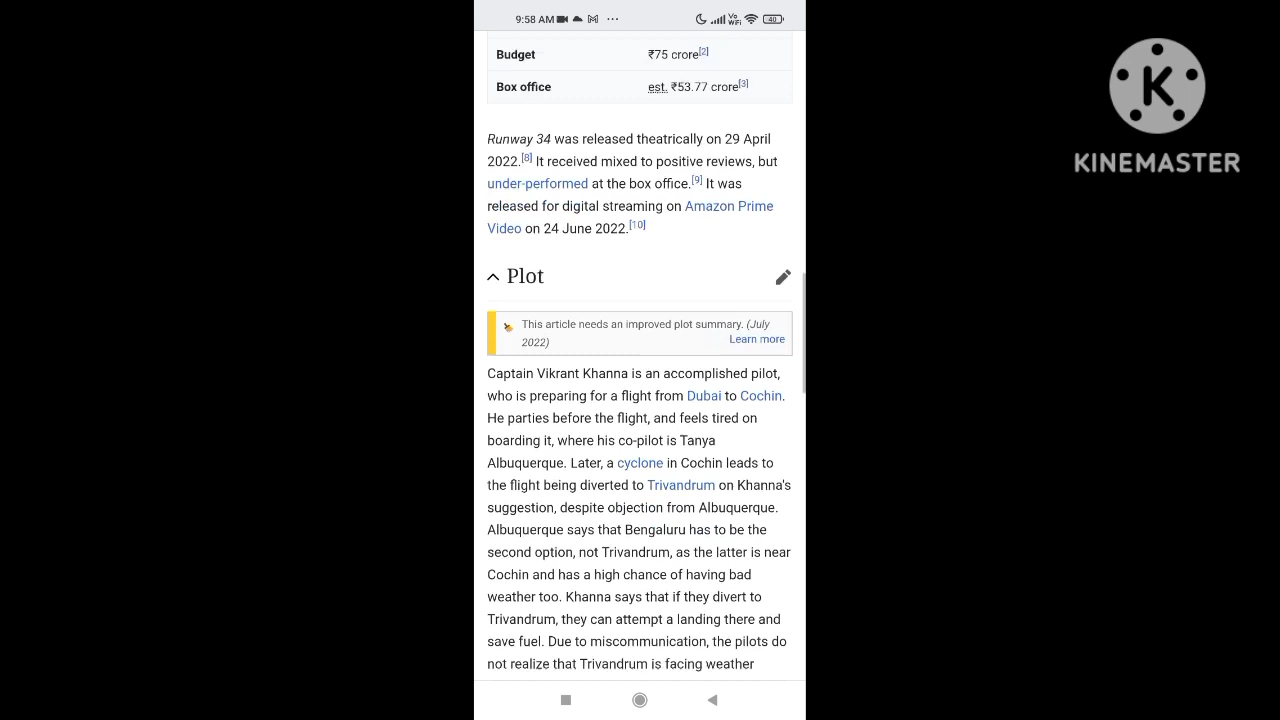 9:58 AM
Vo
WiFi
40
Budget ₹75 crore[2]
Box office est. ₹53.77 crore[3]
Runway 34 was released theatrically on 29 April
2022.[8] It received mixed to positive reviews, but
under-performed at the box office.[9] It was
released for digital streaming on Amazon Prime
Video on 24 June 2022.[10]
Plot
This article needs an improved plot summary. (July
2022) Learn more
Captain Vikrant Khanna is an accomplished pilot,
who is preparing for a flight from Dubai to Cochin.
He parties before the flight, and feels tired on
boarding it, where his co-pilot is Tanya
Albuquerque. Later, a cyclone in Cochin leads to
the flight being diverted to Trivandrum on Khanna's
suggestion, despite objection from Albuquerque.
Albuquerque says that Bengaluru has to be the
second option, not Trivandrum, as the latter is near
Cochin and has a high chance of having bad
weather too. Khanna says that if they divert to
Trivandrum, they can attempt a landing there and
save fuel. Due to miscommunication, the pilots do
not realize that Trivandrum is facing weather
K
KINEMASTER